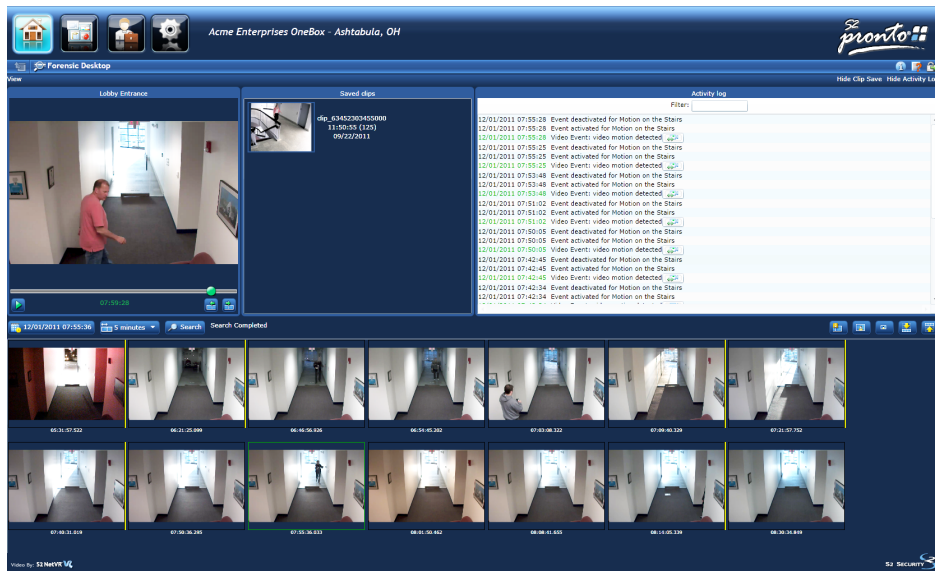 Acme Enterprises OneBox - Ashtabula, OH
S2 pronto
Forensic Desktop
View
Hide Clip Save Hide Activity Lo
Lobby Entrance
Saved clips
Activity log
Filter:
clip_63452303455000
11:50:55 (125)
09/22/2011
12/01/2011 07:55:28 Event deactivated for Motion on the Stairs
12/01/2011 07:55:28 Event activated for Motion on the Stairs
12/01/2011 07:55:28 Video Event: video motion detected
12/01/2011 07:55:25 Event deactivated for Motion on the Stairs
12/01/2011 07:55:25 Event activated for Motion on the Stairs
12/01/2011 07:55:25 Video Event: video motion detected
12/01/2011 07:53:48 Event deactivated for Motion on the Stairs
12/01/2011 07:53:48 Event activated for Motion on the Stairs
12/01/2011 07:53:48 Video Event: video motion detected
12/01/2011 07:51:02 Event deactivated for Motion on the Stairs
12/01/2011 07:51:02 Event activated for Motion on the Stairs
12/01/2011 07:51:02 Video Event: video motion detected
12/01/2011 07:50:05 Event deactivated for Motion on the Stairs
12/01/2011 07:50:05 Event activated for Motion on the Stairs
12/01/2011 07:50:05 Video Event: video motion detected
12/01/2011 07:42:45 Event deactivated for Motion on the Stairs
12/01/2011 07:42:45 Event activated for Motion on the Stairs
12/01/2011 07:42:45 Video Event: video motion detected
12/01/2011 07:42:34 Event deactivated for Motion on the Stairs
12/01/2011 07:42:34 Event activated for Motion on the Stairs
07:59:28
12/01/2011 07:55:36 5 minutes Search Search Completed
05:31:57.522 06:21:25.099 06:46:56.926 06:54:45.202 07:03:08.322 07:09:40.329 07:21:57.752
07:40:31.019 07:50:36.205 07:55:36.033 08:01:50.462 08:08:41.655 08:14:05.339 08:30:34.849
Video By: S2 NetVR VR
S2 SECURITY